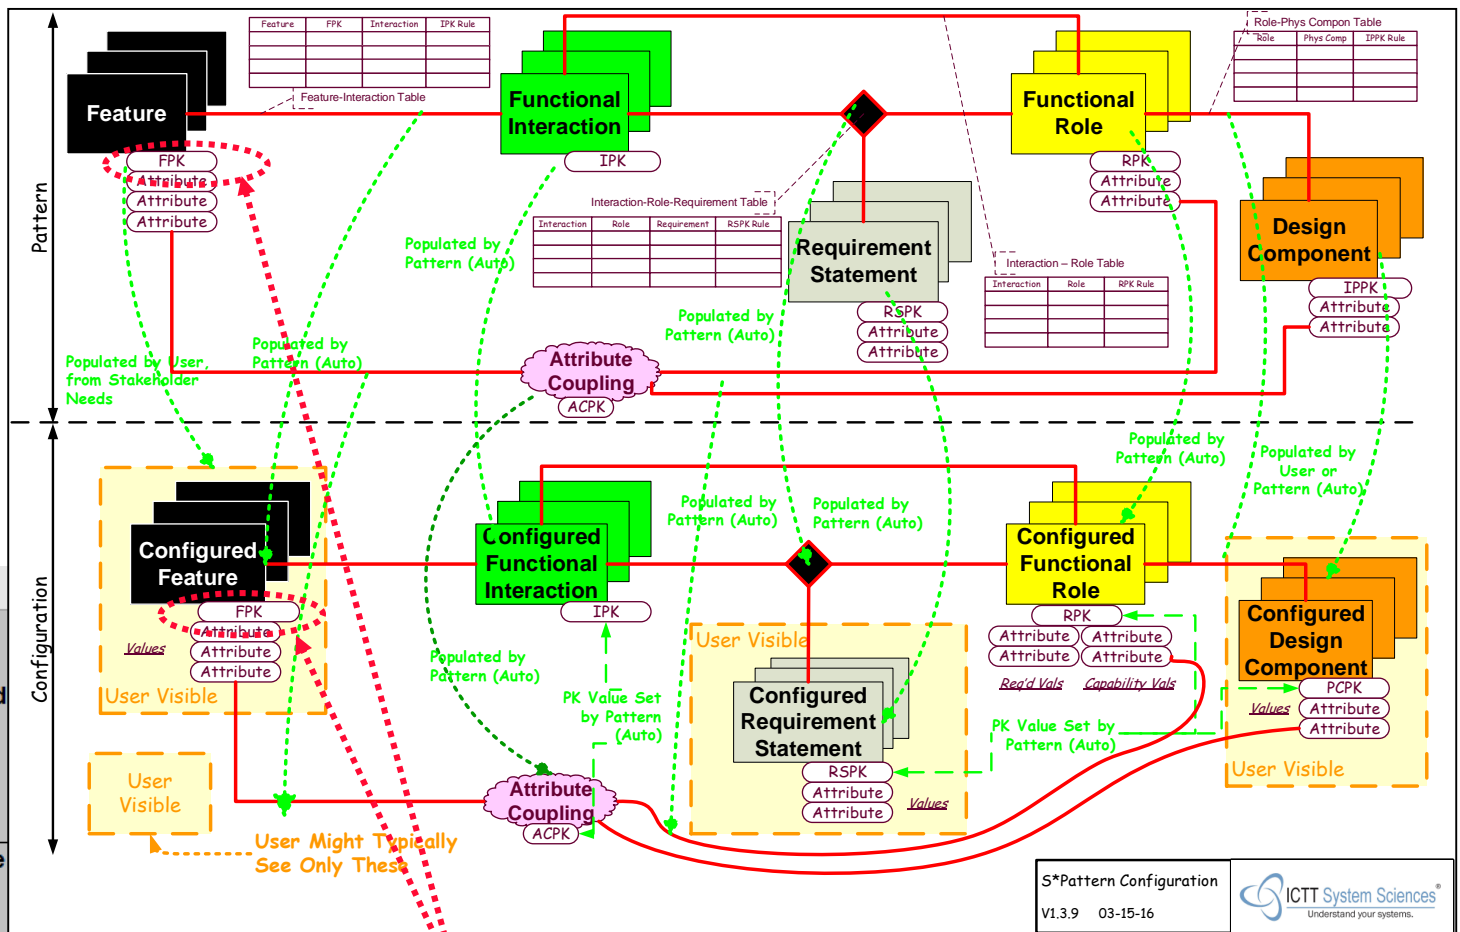 Feature FPK Interaction IPK Rule
Feature-Interaction Table
Role-Phys Compon Table
Role Phys Comp IPPK Rule
Feature
FPK
Attribute
Attribute
Attribute
Functional
Interaction
IPK
Functional
Role
RPK
Attribute
Attribute
Interaction-Role-Requirement Table
Interaction Role Requirement RSPK Rule
Requirement
Statement
RSPK
Attribute
Attribute
Interaction – Role Table
Interaction Role RPK Rule
Design
Component
IPPK
Attribute
Attribute
Pattern
Populated by
Pattern (Auto)
Populated by
Pattern (Auto)
Populated by
Pattern (Auto)
Populated by User,
from Stakeholder
Needs
Attribute
Coupling
ACPK
Configuration
Populated by
Pattern (Auto)
Populated by
User or
Pattern (Auto)
Populated by
Pattern (Auto)
Populated by
Pattern (Auto)
Configured
Feature
FPK
Attribute
Attribute
Attribute
Values
User Visible
Configured
Functional
Interaction
IPK
Populated by
Pattern (Auto)
PK Value Set
by Pattern
(Auto)
User Visible
Configured
Requirement
Statement
RSPK
Attribute
Attribute
Values
Configured
Functional
Role
RPK
Attribute Attribute
Attribute Attribute
Req'd Vals Capability Vals
PK Value Set by
Pattern (Auto)
Configured
Design
Component
PCPK
Attribute
Attribute
Values
User Visible
Attribute
Coupling
ACPK
User
Visible
User Might Typically
See Only These
d
e
S*Pattern Configuration
V1.3.9 03-15-16
ICTT System Sciences®
Understand your systems.